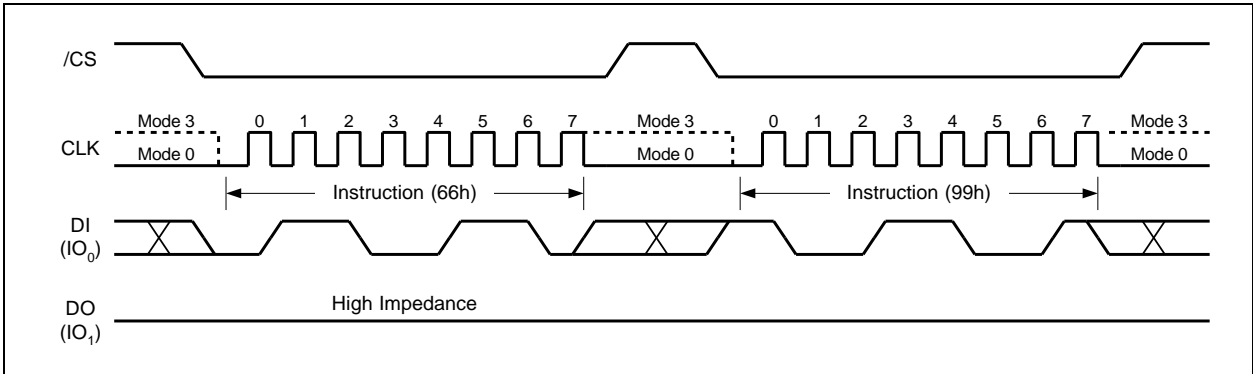 /CS
CLK
Mode 3 0 1 2 3 4 5 6 7 Mode 3 0 1 2 3 4 5 6 7 Mode 3
Mode 0 Mode 0 Mode 0
Instruction (66h) Instruction (99h)
DI
(IO0)
DO
(IO1)
High Impedance